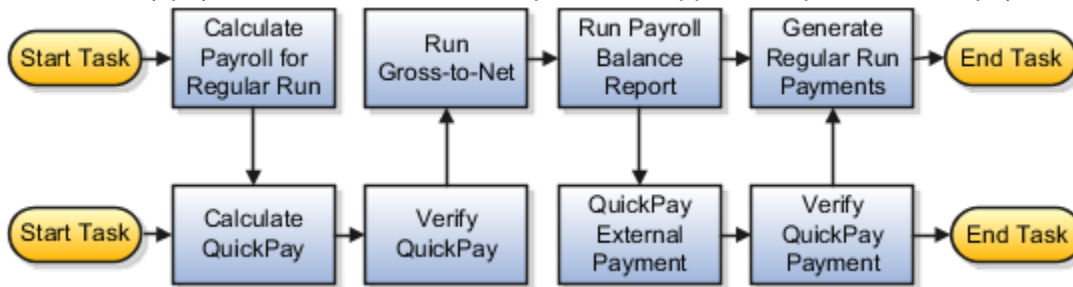 Start Task
Calculate
Payroll for
Regular Run
Run
Gross-to-Net
Run Payroll
Balance
Report
Generate
Regular Run
Payments
End Task
Start Task
Calculate
QuickPay
Verify
QuickPay
QuickPay
External
Payment
Verify
QuickPay
Payment
End Task